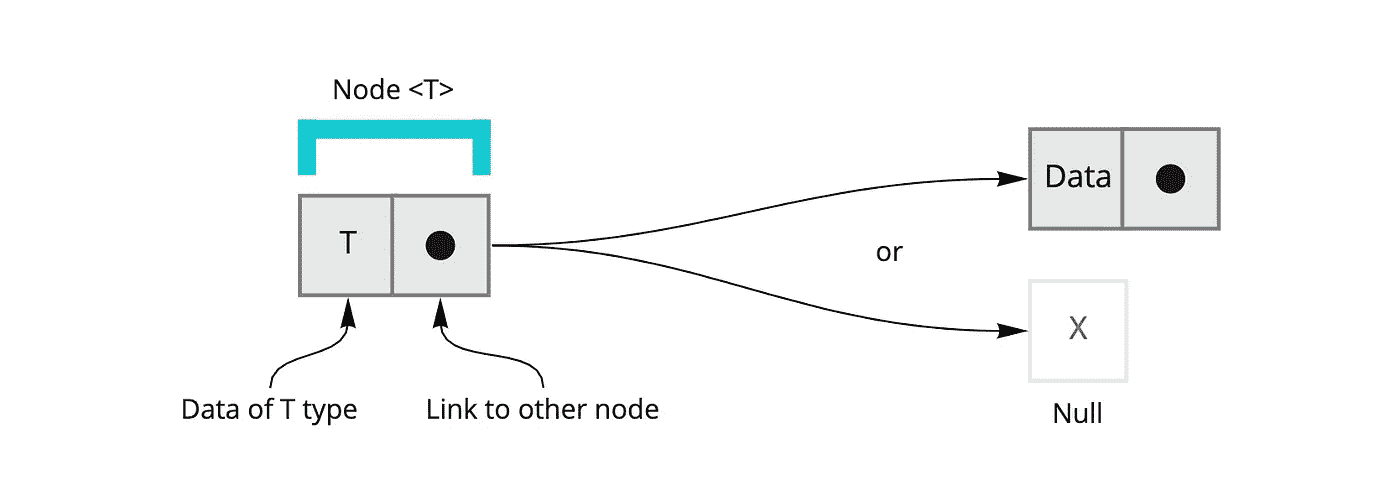 Node <T>
T
Data
or
X
Data of T type
Link to other node
Null